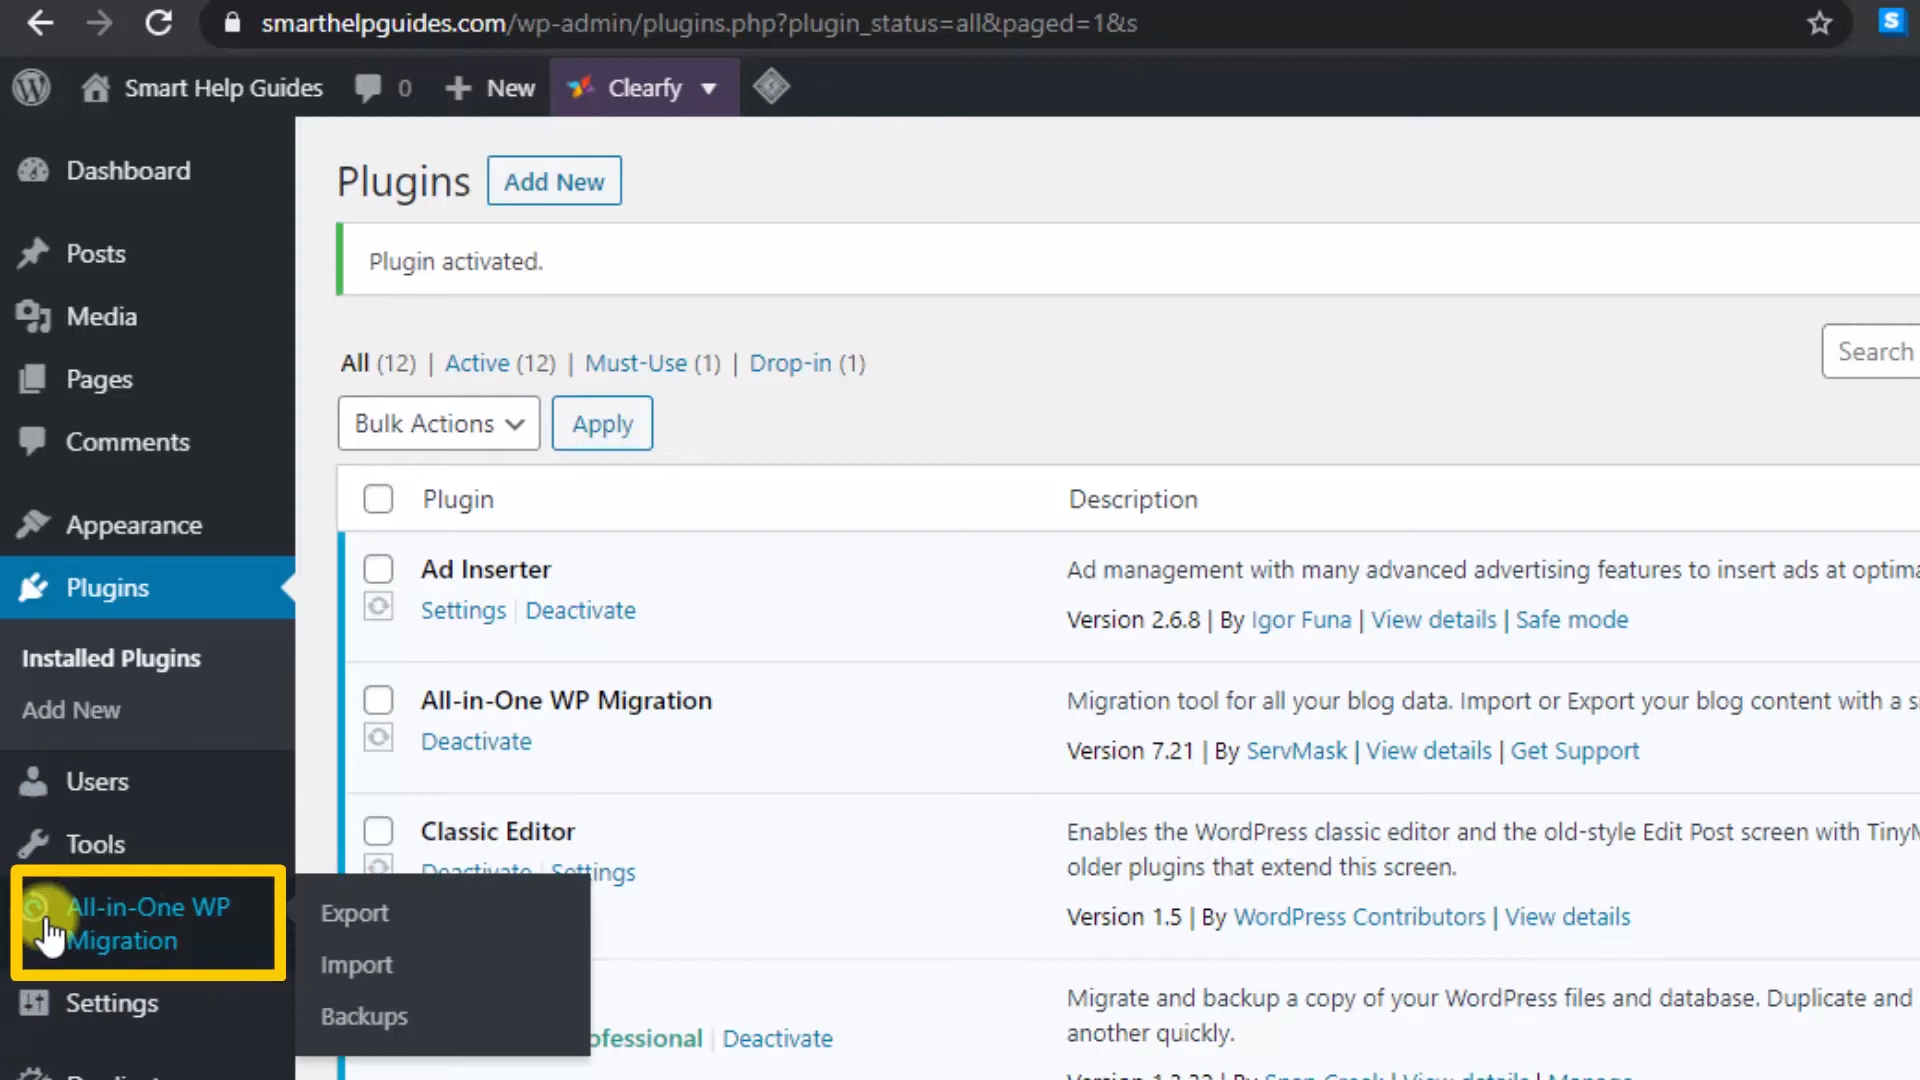 smarthelpguides.com/wp-admin/plugins.php?plugin_status=all&paged=1&s
S
Smart Help Guides 0 New Clearfy
Dashboard
Posts
Media
Pages
Comments
Appearance
Plugins
Installed Plugins
Add New
Users
Tools
All-in-One WP
Migration
Settings
Export
Import
Backups
Plugins Add New
Plugin activated.
All (12) | Active (12) | Must-Use (1) | Drop-in (1)
Search
Bulk Actions Apply
Plugin Description
Ad Inserter
Settings | Deactivate
Ad management with many advanced advertising features to insert ads at
Version 2.6.8 | By Igor Funa | View details | Safe mode
All-in-One WP Migration
Deactivate
Migration tool for all your blog data. Import or Export your blog content with a
Version 7.21 | By ServMask | View details | Get Support
Classic Editor
Deactivate | Settings
Enables the WordPress classic editor and the old-style Edit Post screen with
older plugins that extend this screen.
Version 1.5 | By WordPress Contributors | View details
ofessional | Deactivate
Migrate and backup a copy of your WordPress files and database. Duplicate and
another quickly.